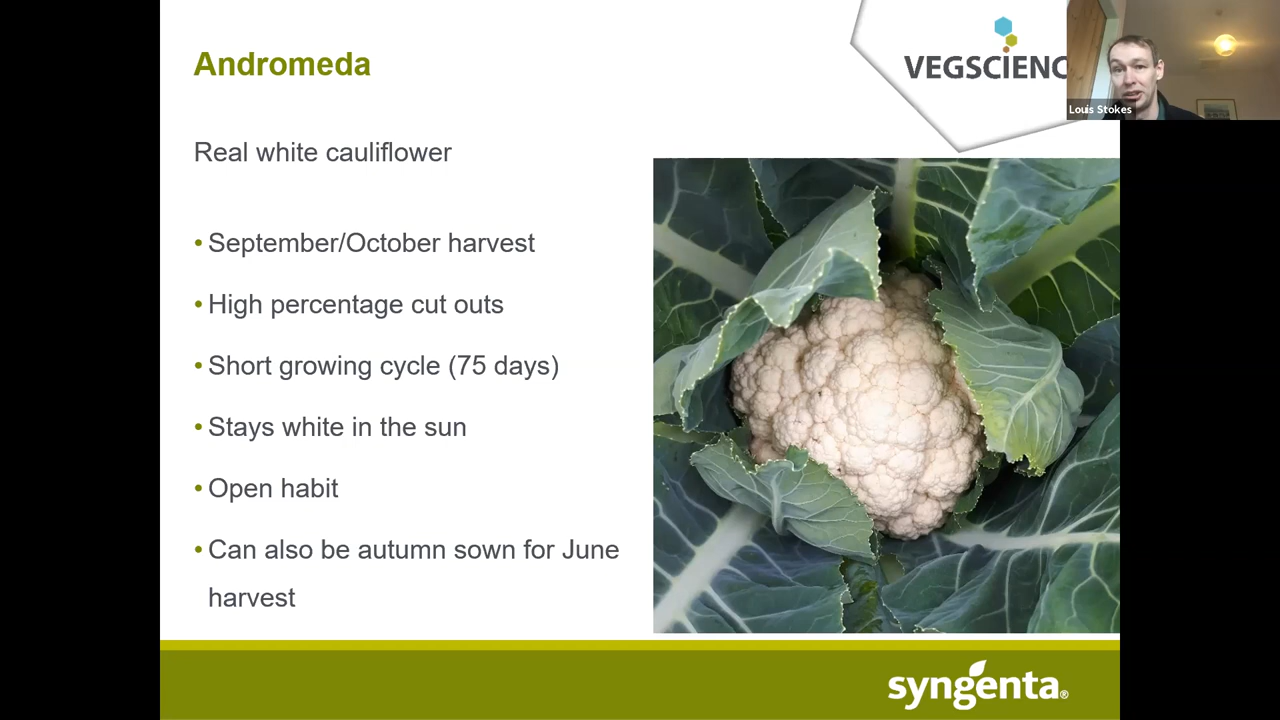 Andromeda
VEGSCIENC
Louis Stokes
Real white cauliflower
• September/October harvest
• High percentage cut outs
• Short growing cycle (75 days)
• Stays white in the sun
• Open habit
• Can also be autumn sown for June
harvest
syngenta®